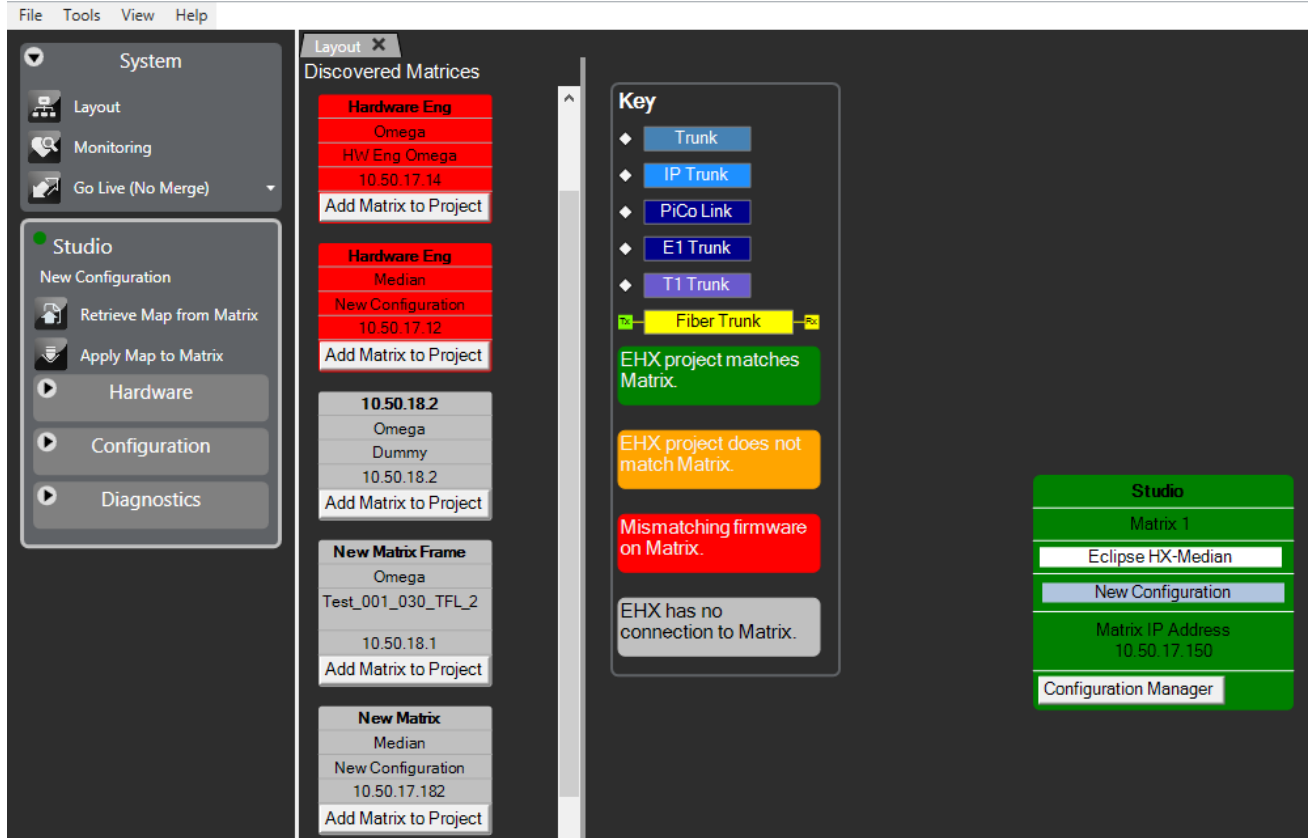 File Tools View Help
System
Layout
Monitoring
Go Live (No Merge)
Studio
New Configuration
Retrieve Map from Matrix
Apply Map to Matrix
Hardware
Configuration
Diagnostics
Layout
Discovered Matrices
Hardware Eng
Omega
HW Eng Omega
10.50.17.14
Add Matrix to Project
Hardware Eng
Median
New Configuration
10.50.17.12
Add Matrix to Project
10.50.18.2
Omega
Dummy
10.50.18.2
Add Matrix to Project
New Matrix Frame
Omega
Test_001_030_TFL_2
10.50.18.1
Add Matrix to Project
New Matrix
Median
New Configuration
10.50.17.182
Add Matrix to Project
Key
Trunk
IP Trunk
PiCo Link
E1 Trunk
T1 Trunk
Tx Fiber Trunk Rx
EHX project matches
Matrix.
EHX project does not
match Matrix.
Mismatching firmware
on Matrix.
EHX has no
connection to Matrix.
Studio
Matrix 1
Eclipse HX-Median
New Configuration
Matrix IP Address
10.50.17.150
Configuration Manager